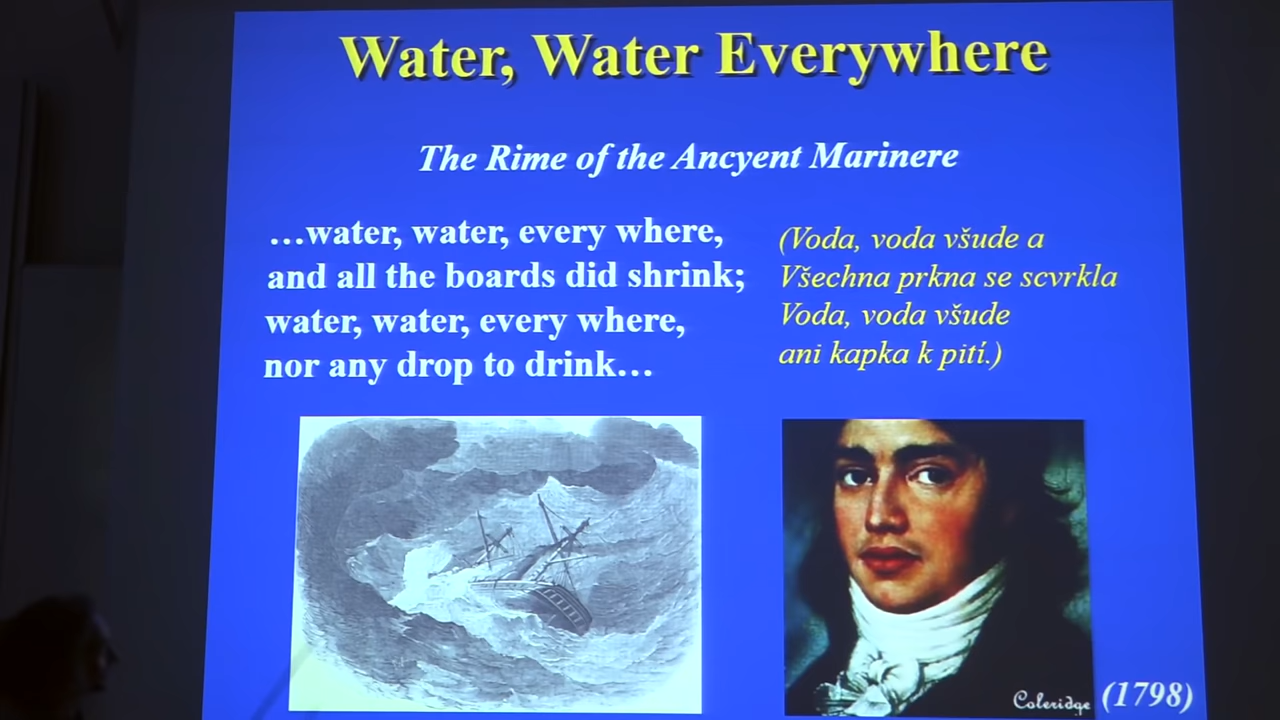 Water, Water Everywhere
The Rime of the Ancyent Marinere
…water, water, every where,
and all the boards did shrink;
water, water, every where,
nor any drop to drink…
(Voda, voda všude a
Všechna prkna se scvrkla
Voda, voda všude
ani kapka k pití.)
Coleridge (1798)